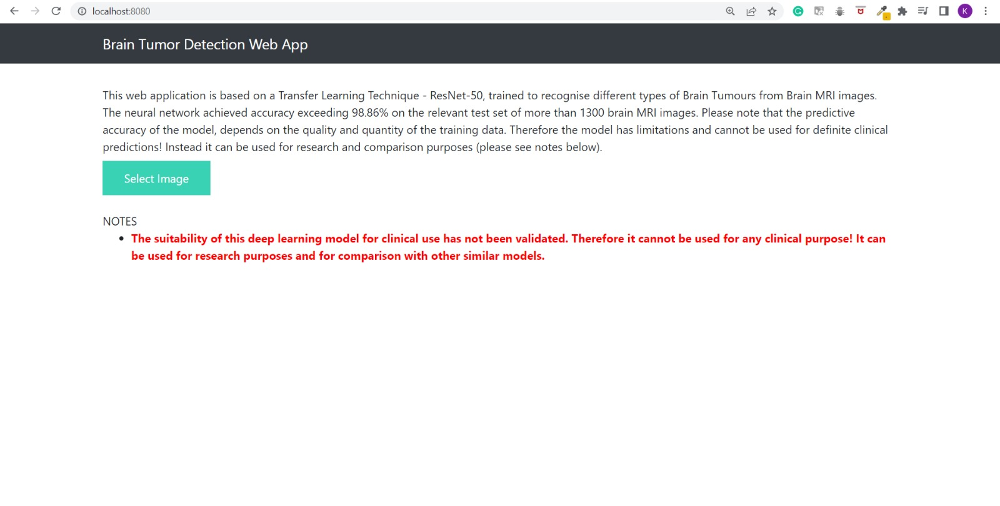 localhost:8080
K
Brain Tumor Detection Web App
This web application is based on a Transfer Learning Technique - ResNet-50, trained to recognise different types of Brain Tumours from Brain MRI images.
The neural network achieved accuracy exceeding 98.86% on the relevant test set of more than 1300 brain MRI images. Please note that the predictive
accuracy of the model, depends on the quality and quantity of the training data. Therefore the model has limitations and cannot be used for definite clinical
predictions! Instead it can be used for research and comparison purposes (please see notes below).
Select Image
NOTES
• The suitability of this deep learning model for clinical use has not been validated. Therefore it cannot be used for any clinical purpose! It can
be used for research purposes and for comparison with other similar models.